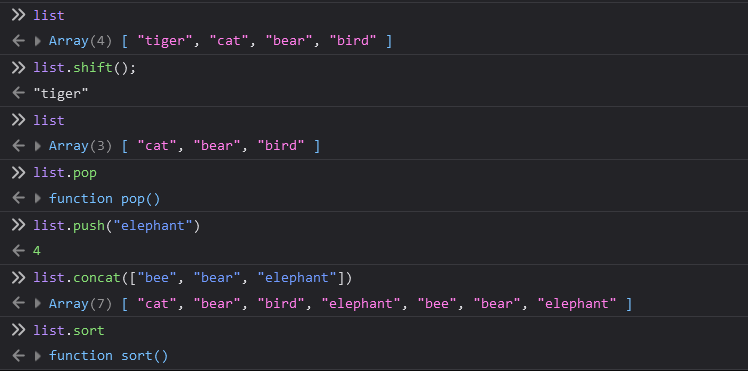 list
Array(4) [ "tiger", "cat", "bear", "bird" ]
list.shift();
"tiger"
list
Array(3) [ "cat", "bear", "bird" ]
list.pop
function pop()
list.push("elephant")
4
list.concat(["bee", "bear", "elephant"])
Array(7) [ "cat", "bear", "bird", "elephant", "bee", "bear", "elephant" ]
list.sort
function sort()